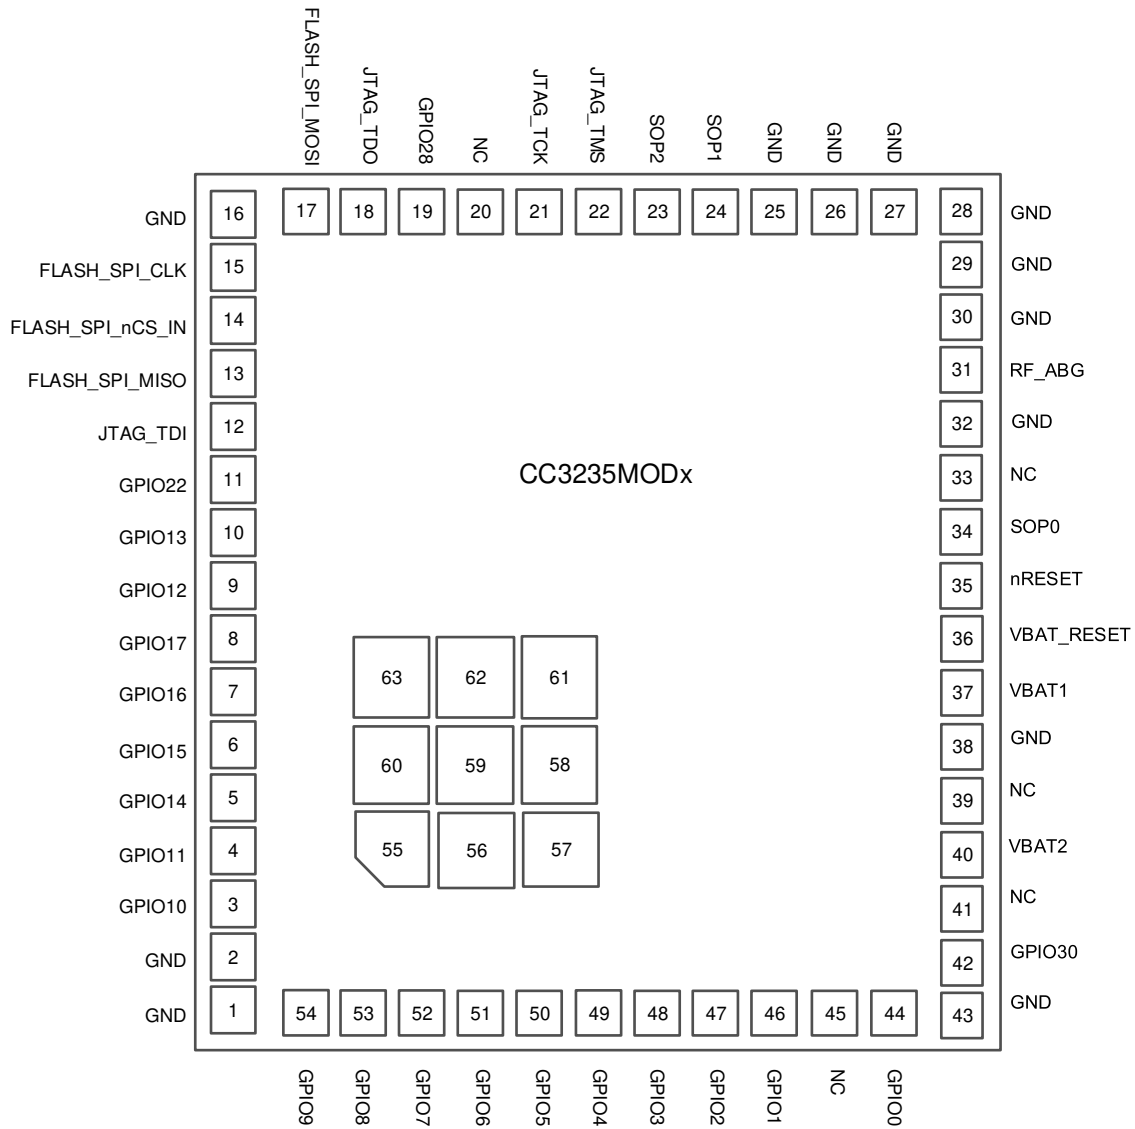 FLASH_SPI_MOSI
JTAG_TDO
GPIO28
NC
JTAG_TCK
JTAG_TMS
SOP2
SOP1
GND
GND
GND
17 18 19 20 21 22 23 24 25 26 27
GND 16
FLASH_SPI_CLK 15
FLASH_SPI_nCS_IN 14
FLASH_SPI_MISO 13
JTAG_TDI 12
GPIO22 11
GPIO13 10
GPIO12 9
GPIO17 8
GPIO16 7
GPIO15 6
GPIO14 5
GPIO11 4
GPIO10 3
GND 2
GND 1
CC3235MODx
63 62 61
60 59 58
55 56 57
28 GND
29 GND
30 GND
31 RF_ABG
32 GND
33 NC
34 SOP0
35 nRESET
36 VBAT_RESET
37 VBAT1
38 GND
39 NC
40 VBAT2
41 NC
42 GPIO30
43 GND
54 53 52 51 50 49 48 47 46 45 44
GPIO9
GPIO8
GPIO7
GPIO6
GPIO5
GPIO4
GPIO3
GPIO2
GPIO1
NC
GPIO0